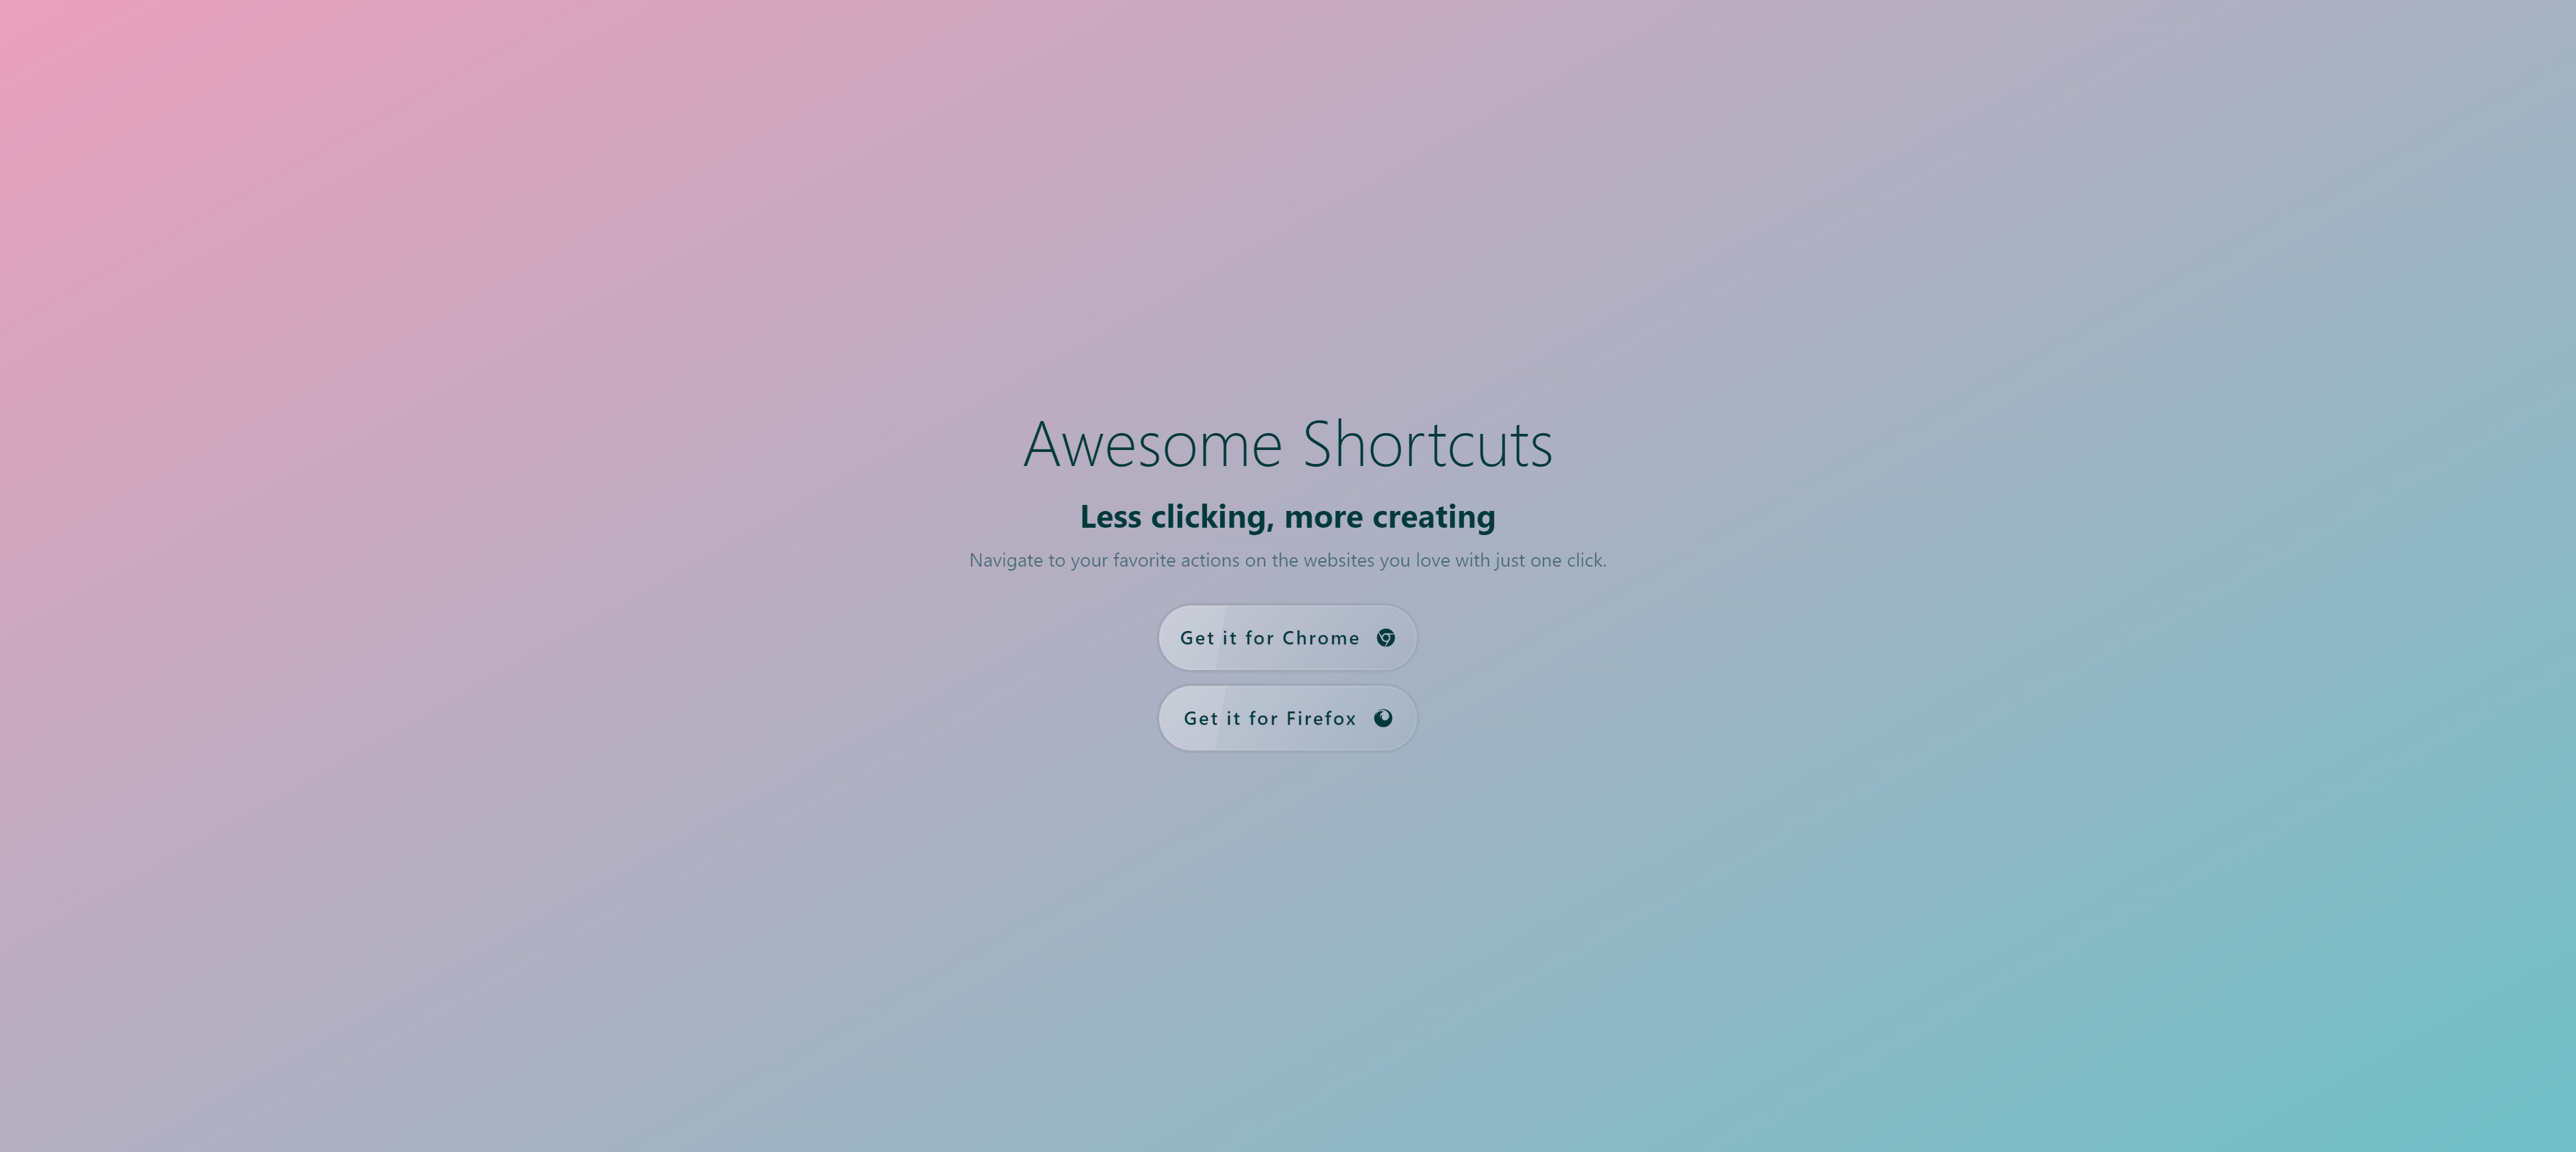 Awesome Shortcuts
Less clicking, more creating
Navigate to your favorite actions on the websites you love with just one click.
Get it for Chrome
Get it for Firefox